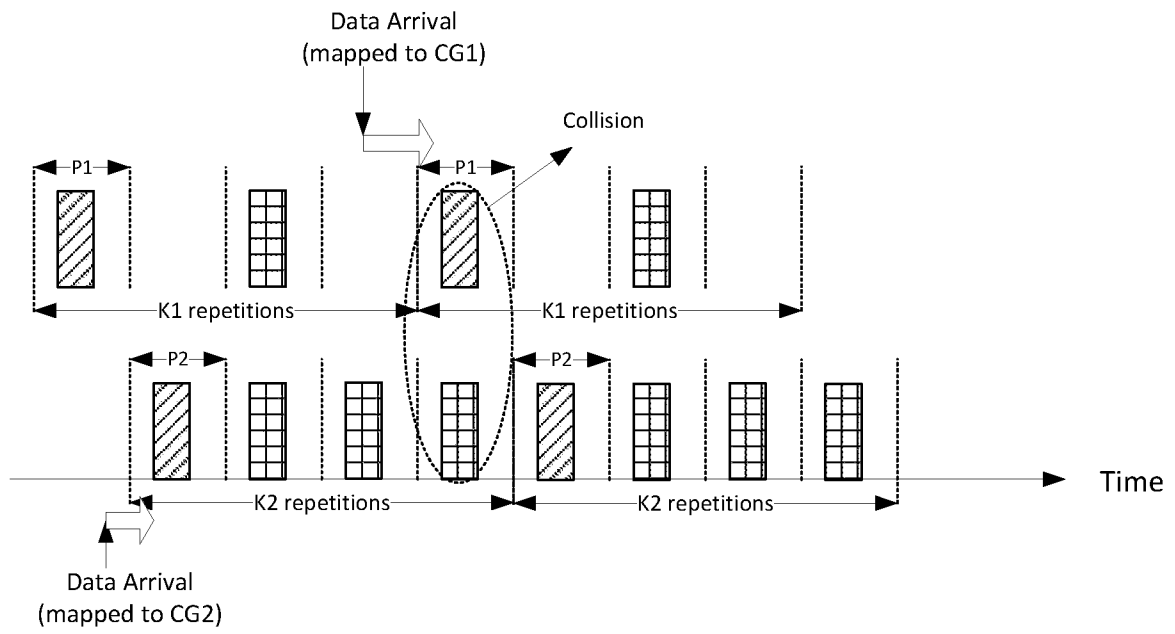 Data Arrival
(mapped to CG1)
Collision
P1
P1
K1 repetitions
K1 repetitions
P2
P2
Time
K2 repetitions
K2 repetitions
Data Arrival
(mapped to CG2)